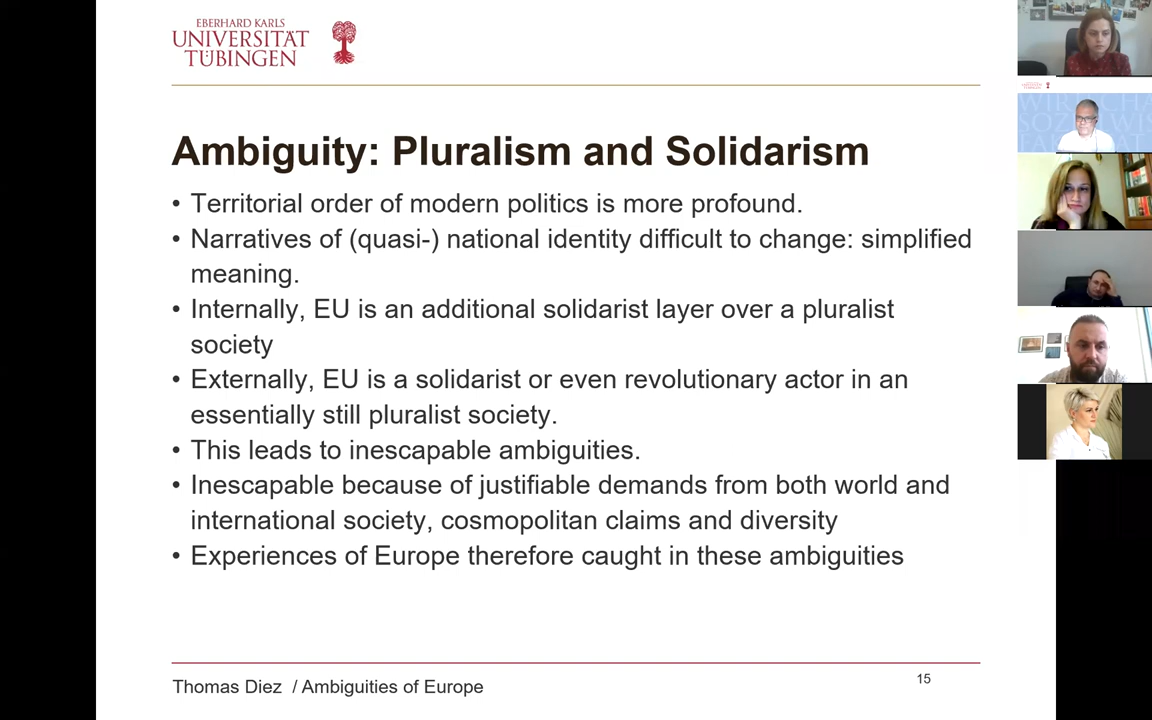 EBERHARD KARLS
UNIVERSITÄT
TÜBINGEN
Ambiguity: Pluralism and Solidarism
• Territorial order of modern politics is more profound.
• Narratives of (quasi-) national identity difficult to change: simplified
meaning.
• Internally, EU is an additional solidarist layer over a pluralist
society
• Externally, EU is a solidarist or even revolutionary actor in an
essentially still pluralist society.
• This leads to inescapable ambiguities.
• Inescapable because of justifiable demands from both world and
international society, cosmopolitan claims and diversity
• Experiences of Europe therefore caught in these ambiguities
Thomas Diez / Ambiguities of Europe
15